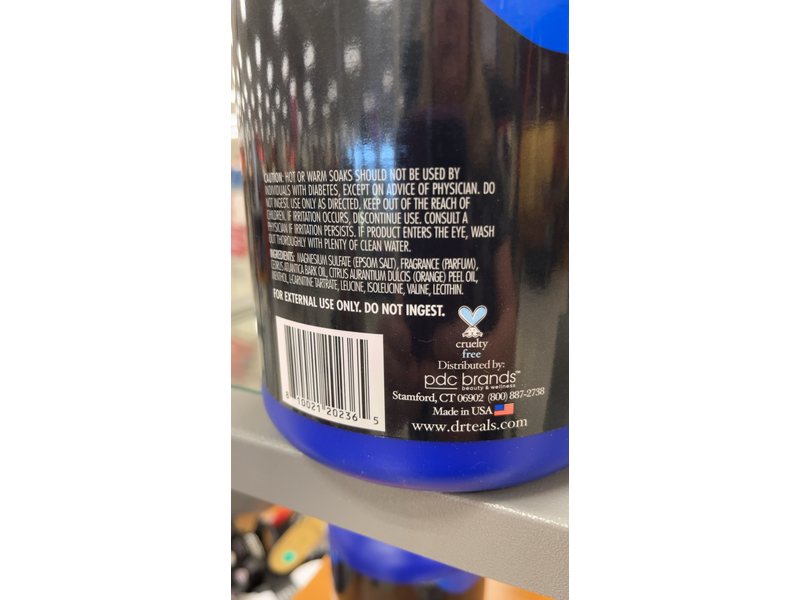 CAUTION: HOT OR WARM SOAKS SHOULD NOT BE USED BY
INDIVIDUALS WITH DIABETES, EXCEPT ON ADVICE OF PHYSICIAN. DO
NOT INGEST. USE ONLY AS DIRECTED. KEEP OUT OF THE REACH OF
CHILDREN. IF IRRITATION OCCURS, DISCONTINUE USE. CONSULT A
PHYSICIAN IF IRRITATION PERSISTS. IF PRODUCT ENTERS THE EYE, WASH
OUT THOROUGHLY WITH PLENTY OF CLEAN WATER.
INGREDIENTS: MAGNESIUM SULFATE (EPSOM SALT), FRAGRANCE (PARFUM),
CEDRUS ATLANTICA BARK OIL, CITRUS AURANTIUM DULCIS (ORANGE) PEEL OIL,
MENTHOL, L-CARNITINE TARTRATE, LEUCINE, ISOLEUCINE, VALINE, LECITHIN.
FOR EXTERNAL USE ONLY. DO NOT INGEST.
cruelty
free
Distributed by:
pdc brands™
beauty & wellness
Stamford, CT 06902 (800) 887-2738
Made in USA
www.drteals.com
8 10021 20236 5